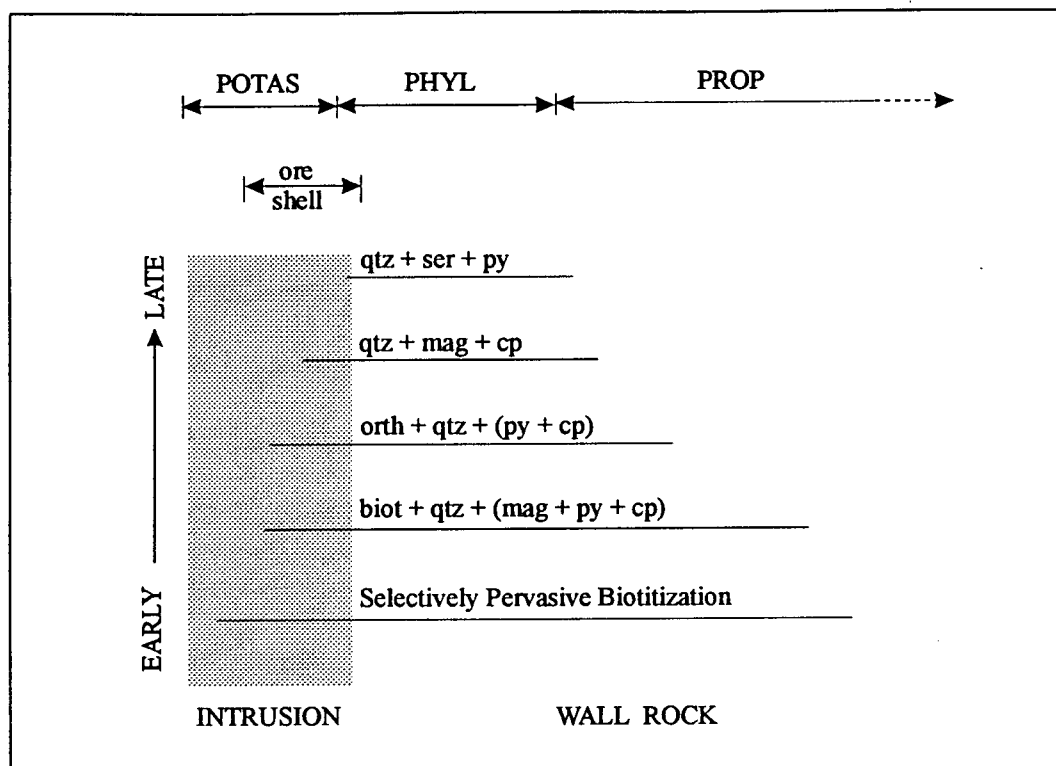 POTAS PHYL PROP
ore
shell
LATE
qtz + ser + py
qtz + mag + cp
orth + qtz + (py + cp)
biot + qtz + (mag + py + cp)
Selectively Pervasive Biotitization
EARLY
INTRUSION WALL ROCK